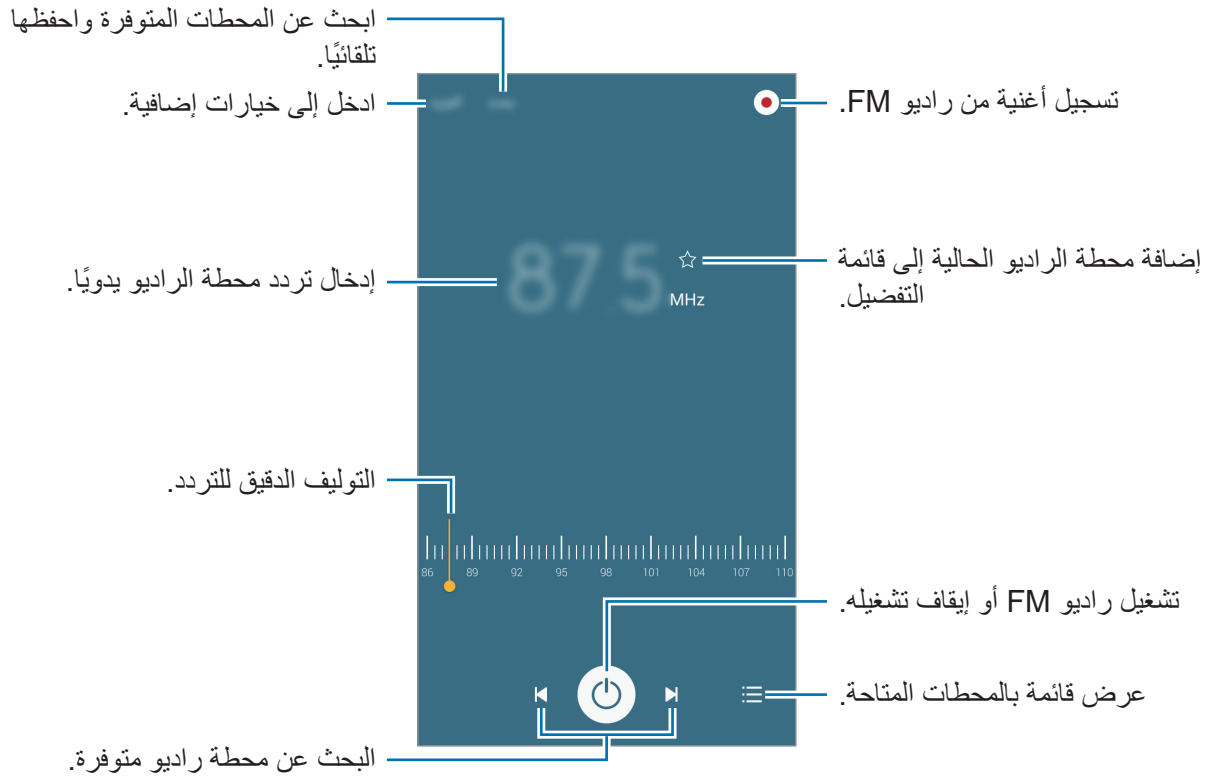 ابحث عن المحطات المتوفرة واحفظها
تلقائيًا.
ادخل إلى خيارات إضافية.
تسجيل أغنية من راديو FM.
87.5
MHz
إدخال تردد محطة الراديو يدويًا.
إضافة محطة الراديو الحالية إلى قائمة
التفضيل.
التوليف الدقيق للتردد.
86 89 92 95 98 101 104 107 110
تشغيل راديو FM أو إيقاف تشغيله.
عرض قائمة بالمحطات المتاحة.
البحث عن محطة راديو متوفرة.